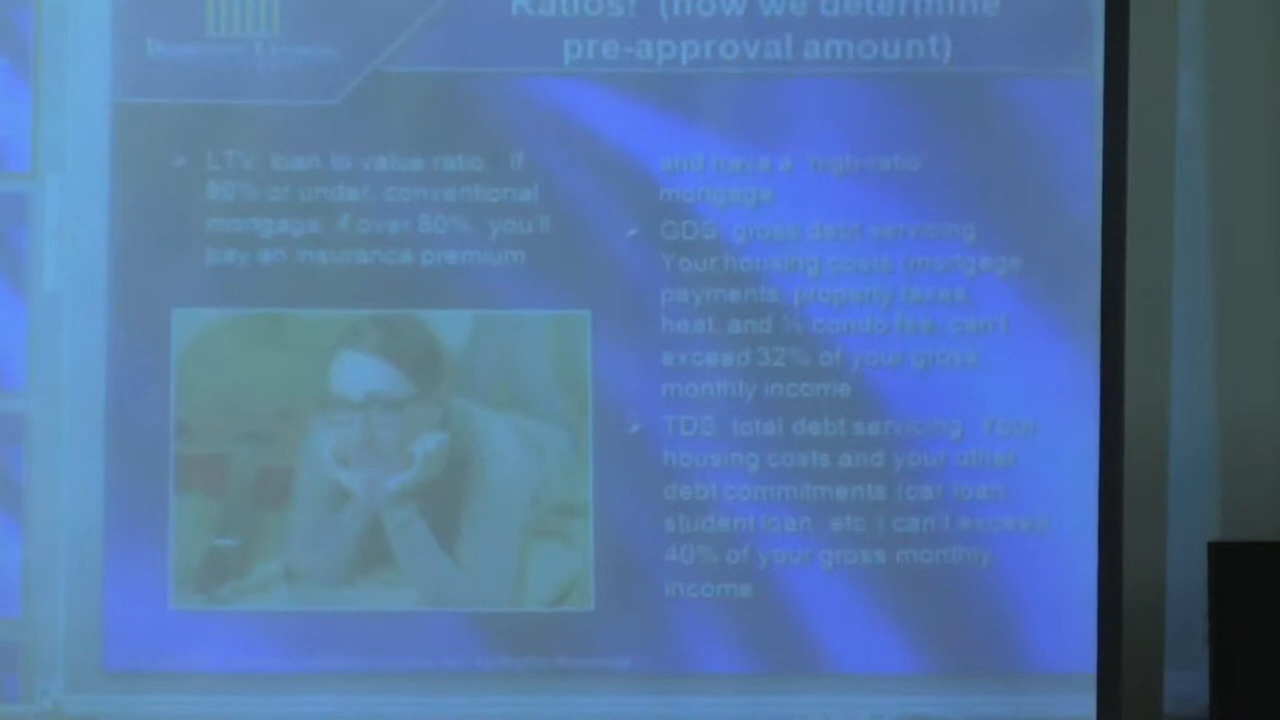 Ratios! (how we determine
pre-approval amount)
LTV: loan to value ratio. If
80% or under, conventional
mortgage. If over 80%, you'll
pay an insurance premium
and have a high-ratio
mortgage
GDS: gross debt servicing.
Your housing costs (mortgage
payments, property taxes,
heat, and ½ condo fee, can't
exceed 32% of your gross
monthly income
TDS: total debt servicing. Your
housing costs and your other
debt commitments (car loan,
student loan, etc.) can't exceed
40% of your gross monthly
income